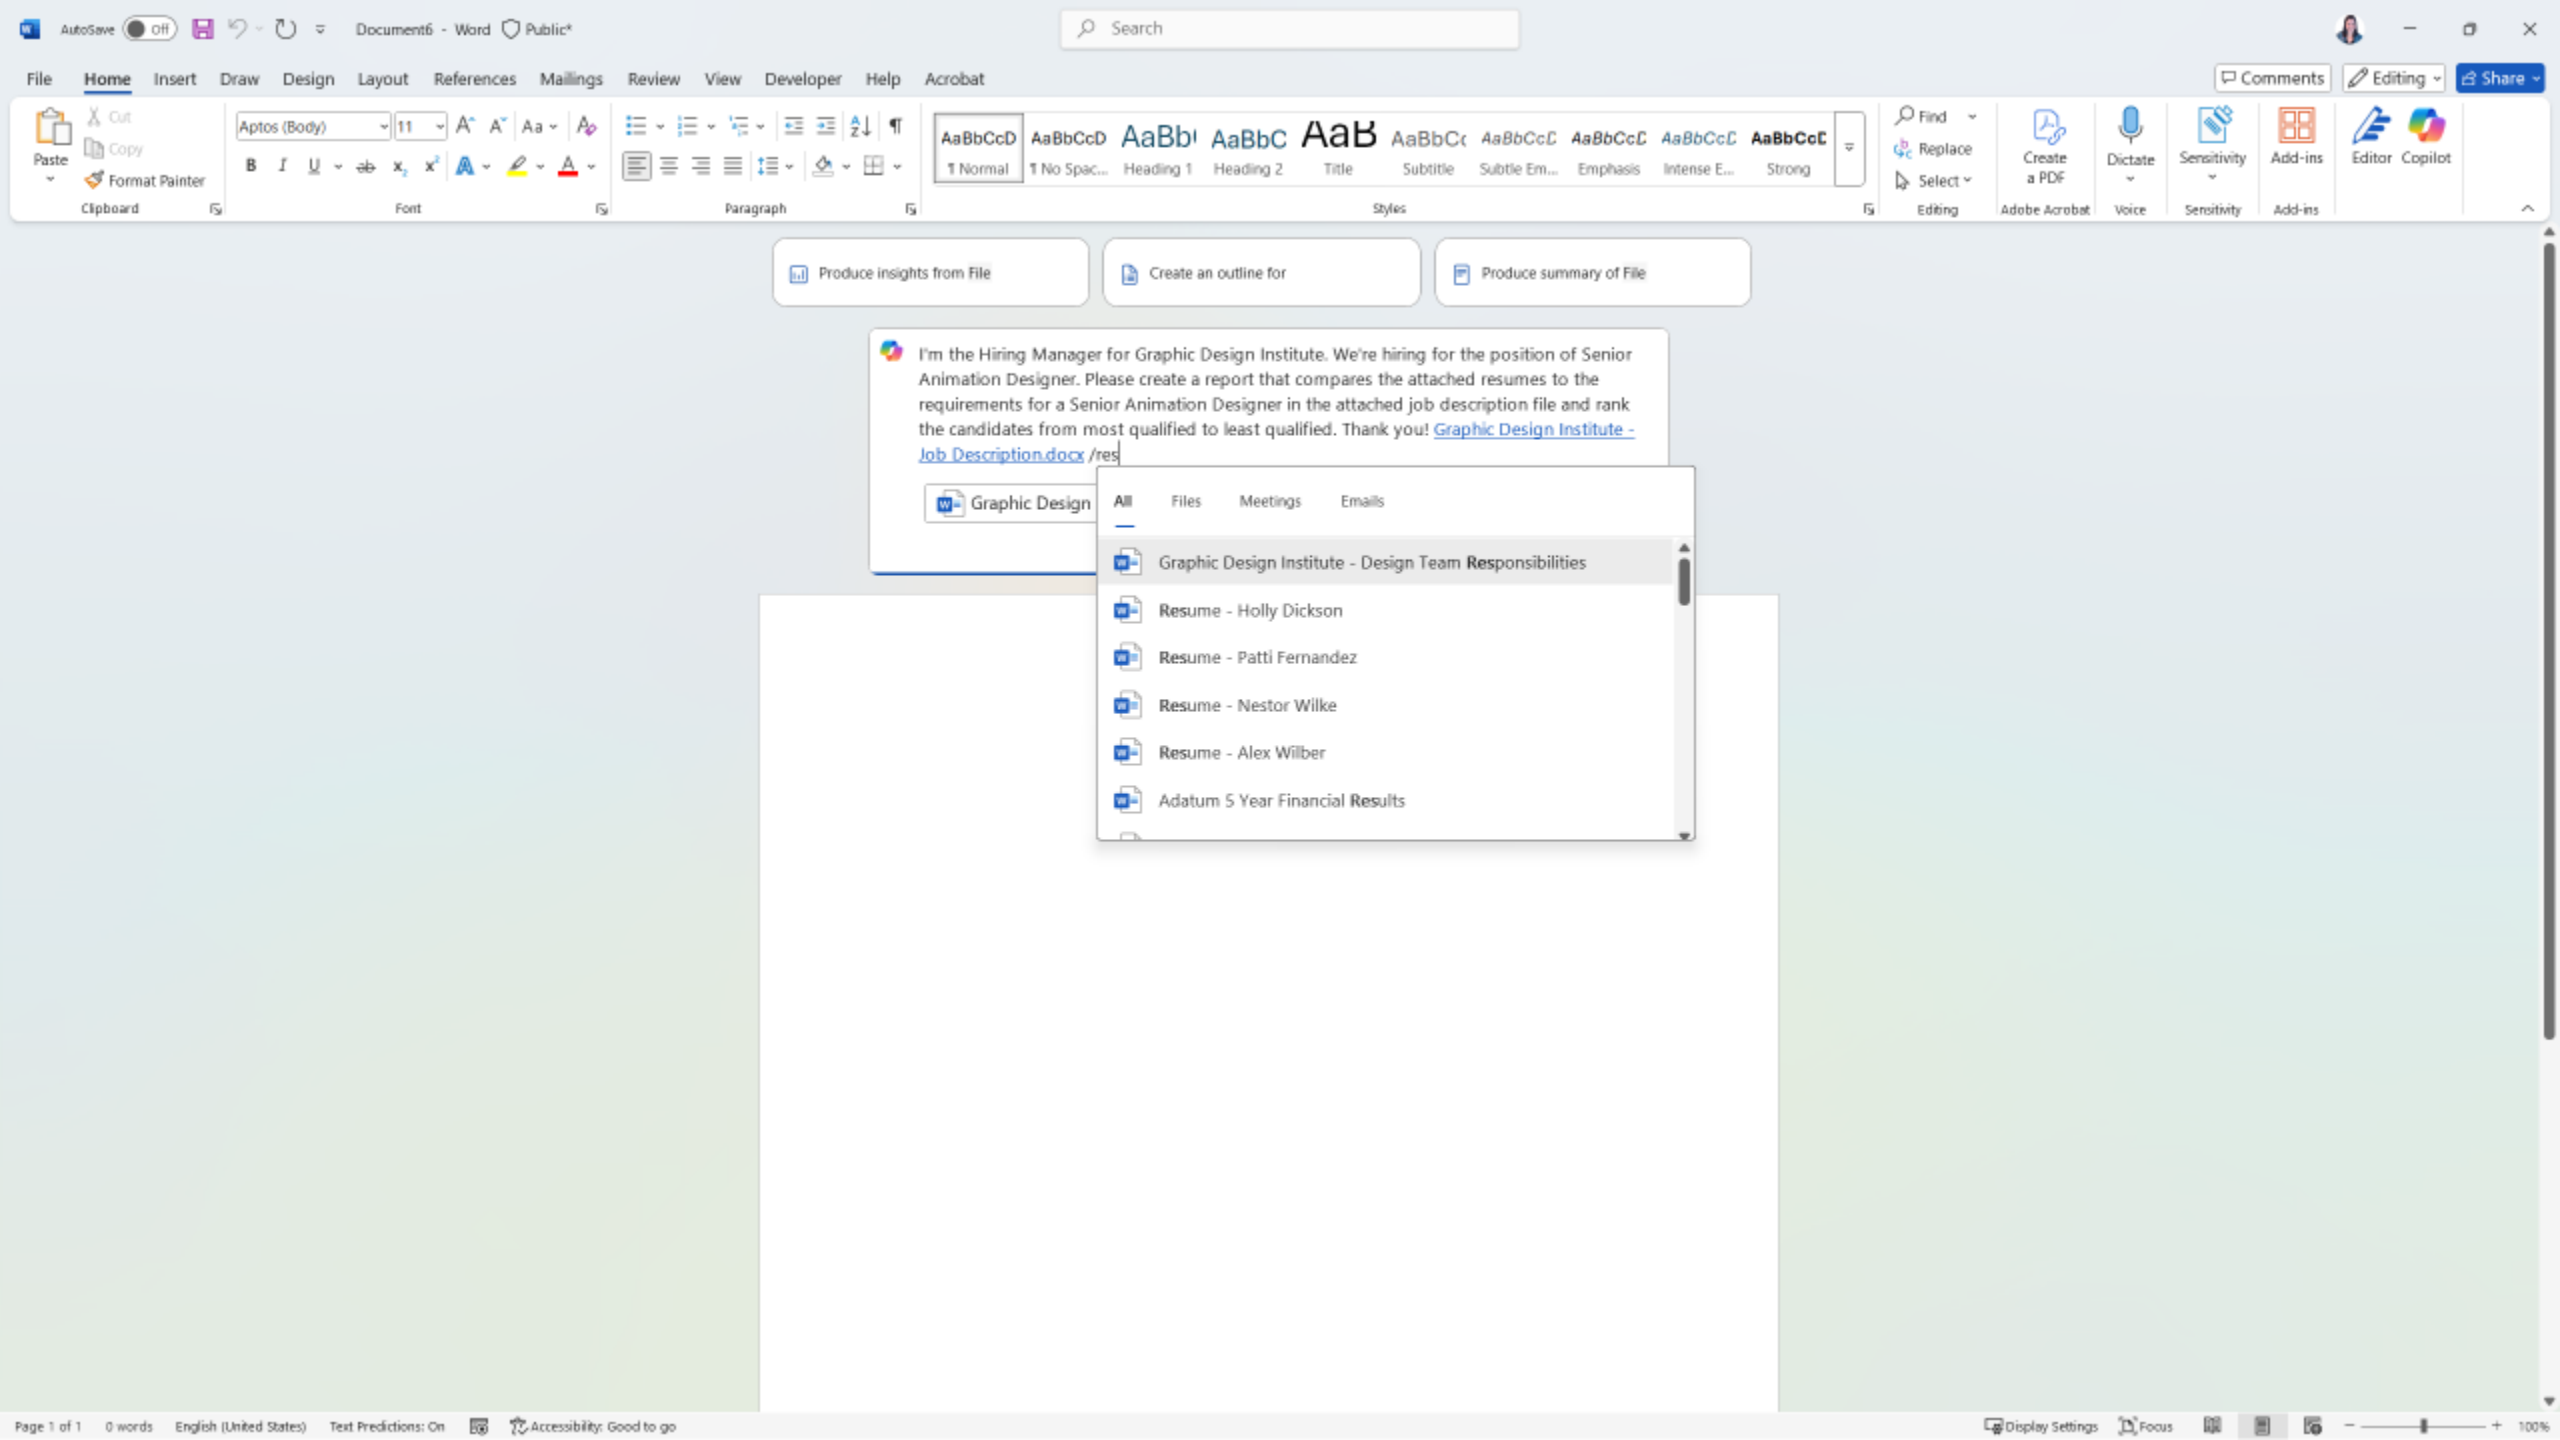 AutoSave Off Document6 - Word Public* Search
File Home Insert Draw Design Layout References Mailings Review View Developer Help Acrobat Comments Editing Share
Paste Cut Copy Format Painter Clipboard
Aptos (Body) 11 Aa
B I U ab x₂ x² A A
Font
Paragraph
AaBbCcD AaBbCcD AaBb( AaBbC AaB AaBbC( AaBbCcD AaBbCcD AaBbCcD AaBbCcD
¶ Normal ¶ No Spac... Heading 1 Heading 2 Title Subtitle Subtle Em... Emphasis Intense E... Strong
Styles
Find
Replace
Select
Editing
Create a PDF
Adobe Acrobat
Dictate
Voice
Sensitivity
Sensitivity
Add-ins
Add-ins
Editor Copilot
Produce insights from File
Create an outline for
Produce summary of File
I'm the Hiring Manager for Graphic Design Institute. We're hiring for the position of Senior
Animation Designer. Please create a report that compares the attached resumes to the
requirements for a Senior Animation Designer in the attached job description file and rank
the candidates from most qualified to least qualified. Thank you! Graphic Design Institute -
Job Description.docx /res
Graphic Design
All Files Meetings Emails
Graphic Design Institute - Design Team Responsibilities
Resume - Holly Dickson
Resume - Patti Fernandez
Resume - Nestor Wilke
Resume - Alex Wilber
Adatum 5 Year Financial Results
Page 1 of 1 0 words English (United States) Text Predictions: On Accessibility: Good to go Display Settings Focus 100%